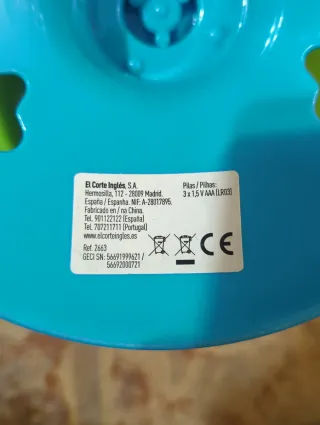 El Corte Inglés, S.A.
Hermosilla, 112 - 28009 Madrid.
España / Espanha. NIF: A-28017895.
Fabricado en / na China.
Tel. 901122122 (España)
Tel. 707211711 (Portugal)
www.elcorteingles.es
Ref. 2663
GECI SN: 56691999621 /
56692000721
Pilas / Pilhas:
3 x 1,5 V AAA (LR03)
CE